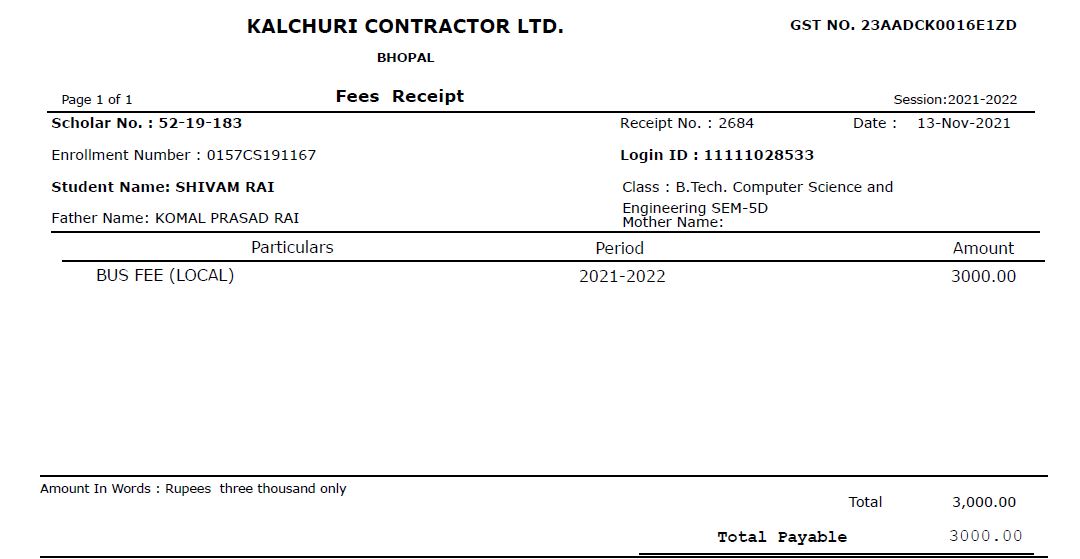 KALCHURI CONTRACTOR LTD. GST NO. 23AADCK0016E1ZD
BHOPAL
Page 1 of 1 Fees Receipt Session:2021-2022
Scholar No. : 52-19-183 Receipt No. : 2684 Date : 13-Nov-2021
Enrollment Number : 0157CS191167 Login ID : 11111028533
Student Name: SHIVAM RAI Class : B.Tech. Computer Science and
Engineering SEM-5D
Father Name: KOMAL PRASAD RAI Mother Name:
Particulars Period Amount
BUS FEE (LOCAL) 2021-2022 3000.00
Amount In Words : Rupees three thousand only
Total 3,000.00
Total Payable 3000.00